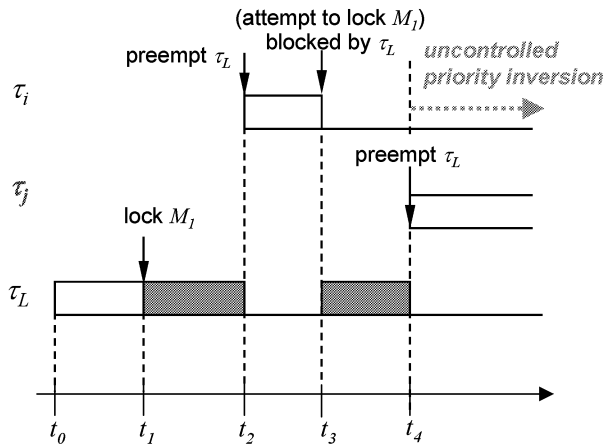 (attempt to lock M1)
preempt τL
blocked by τL
uncontrolled
priority inversion
τi
preempt τL
τj
lock M1
τL
t0
t1
t2
t3
t4